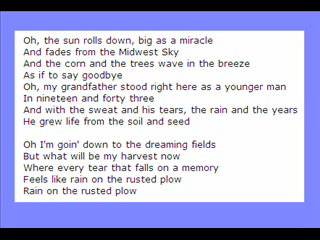 Oh, the sun rolls down, big as a miracle
And fades from the Midwest Sky
And the corn and the trees wave in the breeze
As if to say goodbye
Oh, my grandfather stood right here as a younger man
In nineteen and forty three
And with the sweat and his tears, the rain and the years
He grew life from the soil and seed

Oh I'm goin' down to the dreaming fields
But what will be my harvest now
Where every tear that falls on a memory
Feels like rain on the rusted plow
Rain on the rusted plow